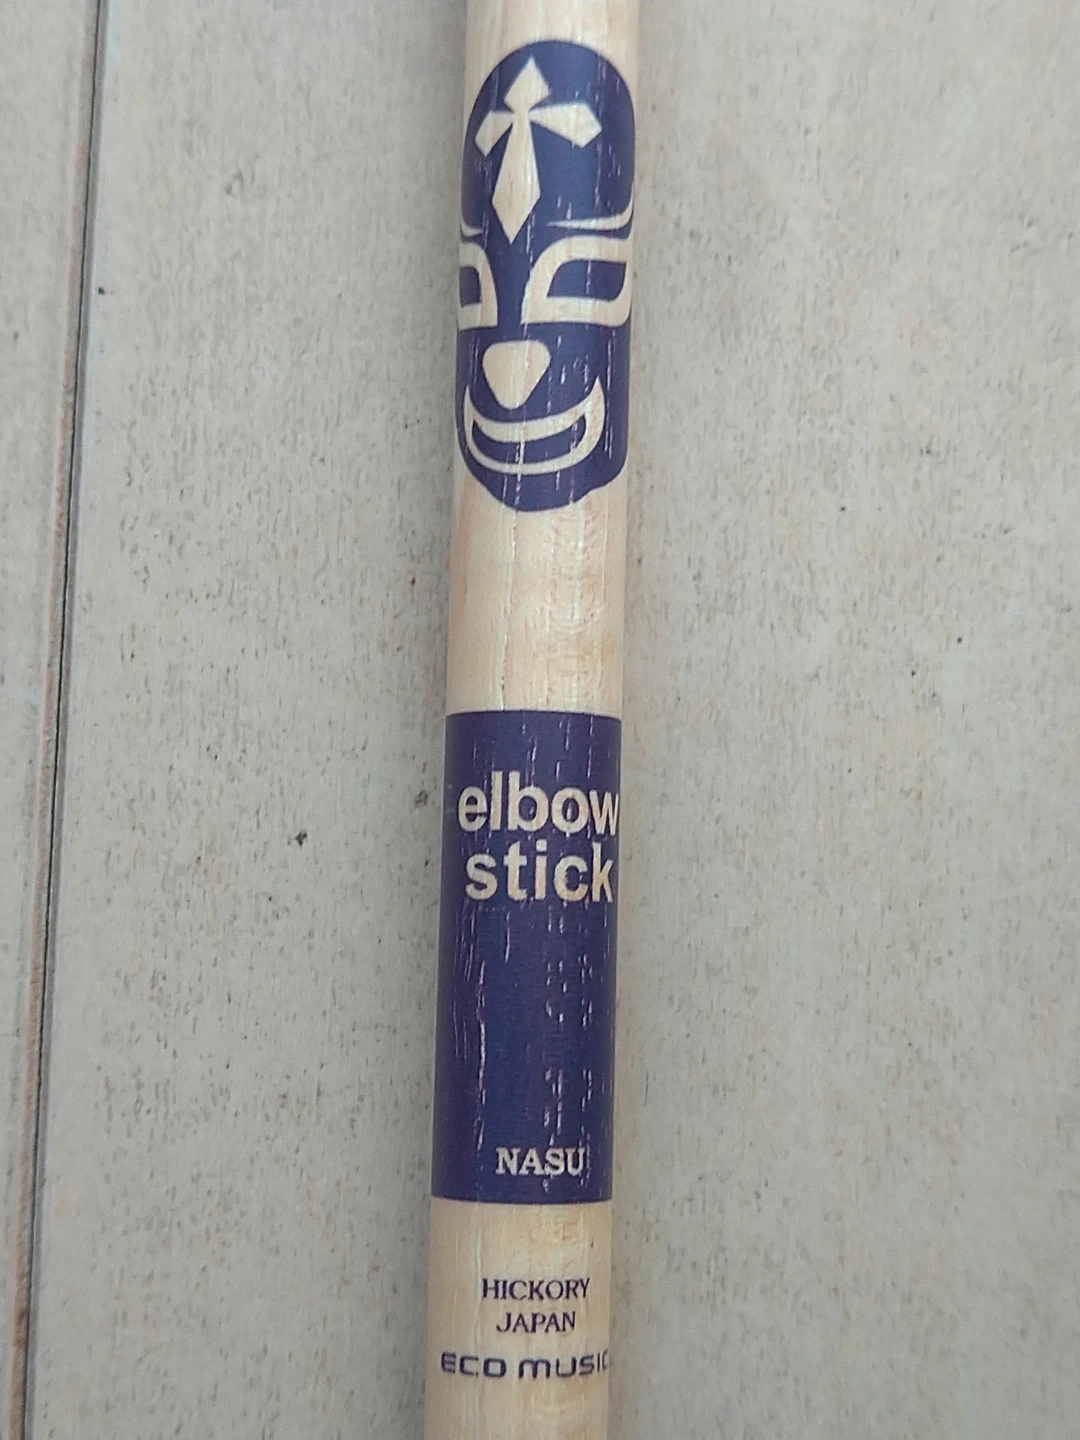 elbow
stick
NASU
HICKORY
JAPAN
ECO MUSIC